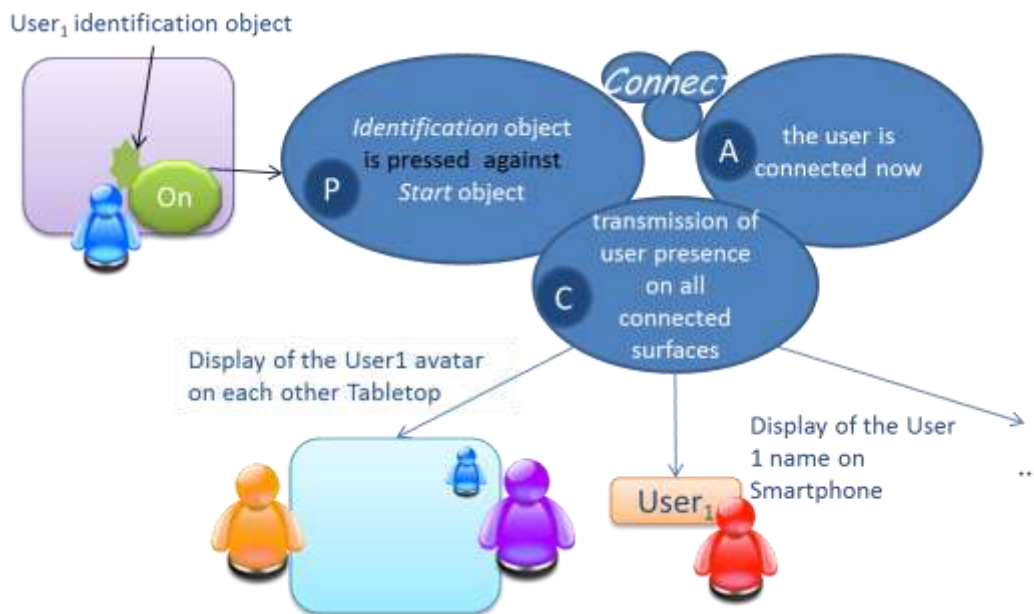 User₁ identification object
Connect
Identification object
is pressed against
Start object
P
On
A
the user is
connected now
transmission of
user presence
on all
connected
surfaces
C
Display of the User1 avatar
on each other Tabletop
Display of the User
1 name on
Smartphone
..
User₁